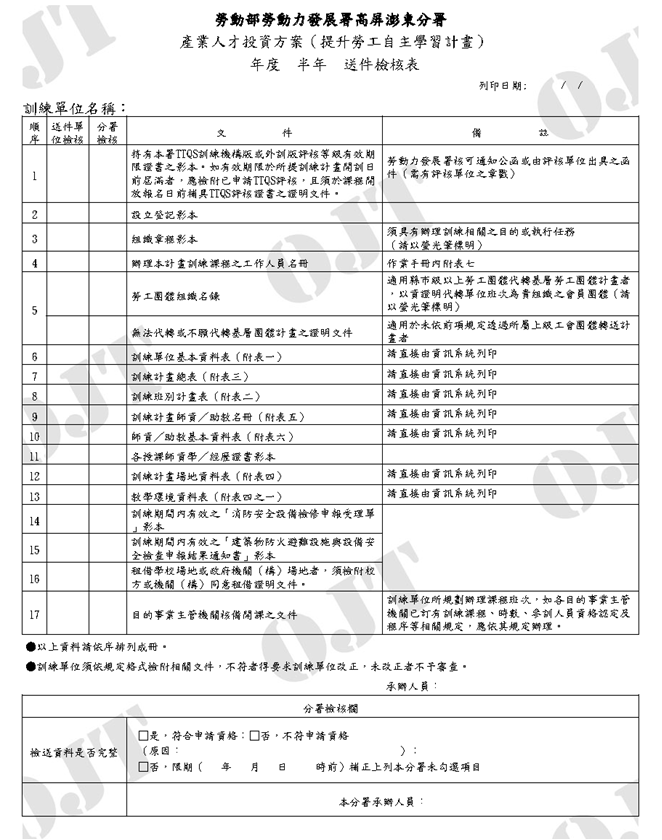 勞動部勞動力發展署高屏澎東分署
產業人才投資方案（提升勞工自主學習計畫）
年度 半年 送件檢核表
列印日期: / /
訓練單位名稱：
順序 送件單位檢核 分署檢核 文 件 備 註
1 持有本署TTQS訓練機構版或外訓版評核等級有效期
限證書之影本。如有效期限於所提訓練計畫開訓日
前屆滿者，應檢附已申請TTQS評核，且須於課程開
放報名日前補具TTQS評核證書之證明文件。
勞動力發展署核可通知公函或由評核單位出具之函
件（需有評核單位之章戳）
2 設立登記影本
3 組織章程影本
須具有辦理訓練相關之目的或執行任務
（請以螢光筆標明）
4 辦理本計畫訓練課程之工作人員名冊 作業手冊內附表七
5 勞工團體組織名錄
適用縣市級以上勞工團體代轉基層勞工團體計畫者
，以資證明代轉單位班次為貴組織之會員團體（請
以螢光筆標明）
無法代轉或不願代轉基層團體計畫之證明文件
適用於未依前項規定透過所屬上級工會團體轉送計
畫者
6 訓練單位基本資料表（附表一） 請直接由資訊系統列印
7 訓練計畫總表（附表三） 請直接由資訊系統列印
8 訓練班別計畫表（附表二） 請直接由資訊系統列印
9 訓練計畫師資／助教名冊（附表五） 請直接由資訊系統列印
10 師資／助教基本資料表（附表六） 請直接由資訊系統列印
11 各授課師資學／經歷證書影本
12 訓練計畫場地資料表（附表四） 請直接由資訊系統列印
13 教學環境資料表（附表四之一） 請直接由資訊系統列印
14 訓練期間內有效之「消防安全設備檢修申報受理單
」影本
15 訓練期間內有效之「建築物防火避難設施與設備安
全檢查申報結果通知書」影本
16 租借學校場地或政府機關（構）場地者，須檢附校
方或機關（構）同意租借證明文件。
17 目的事業主管機關核備開課之文件
訓練單位所規劃辦理課程班次，如各目的事業主管
機關已訂有訓練課程、時數、參訓人員資格認定及
程序等相關規定，應依其規定辦理。
●以上資料請依序排列成冊。
●訓練單位須依規定格式檢附相關文件，不符者得要求訓練單位改正，未改正者不予審查。
承辦人員：
分署檢核欄
檢送資料是否完整
□是，符合申請資格；□否，不符申請資格
（原因： ）；
□否，限期（ 年 月 日 時前）補正上列本分署未勾選項目
本分署承辦人員：
OJT
OJT
OJT
OJT
OJT
OJT
OJT
OJT